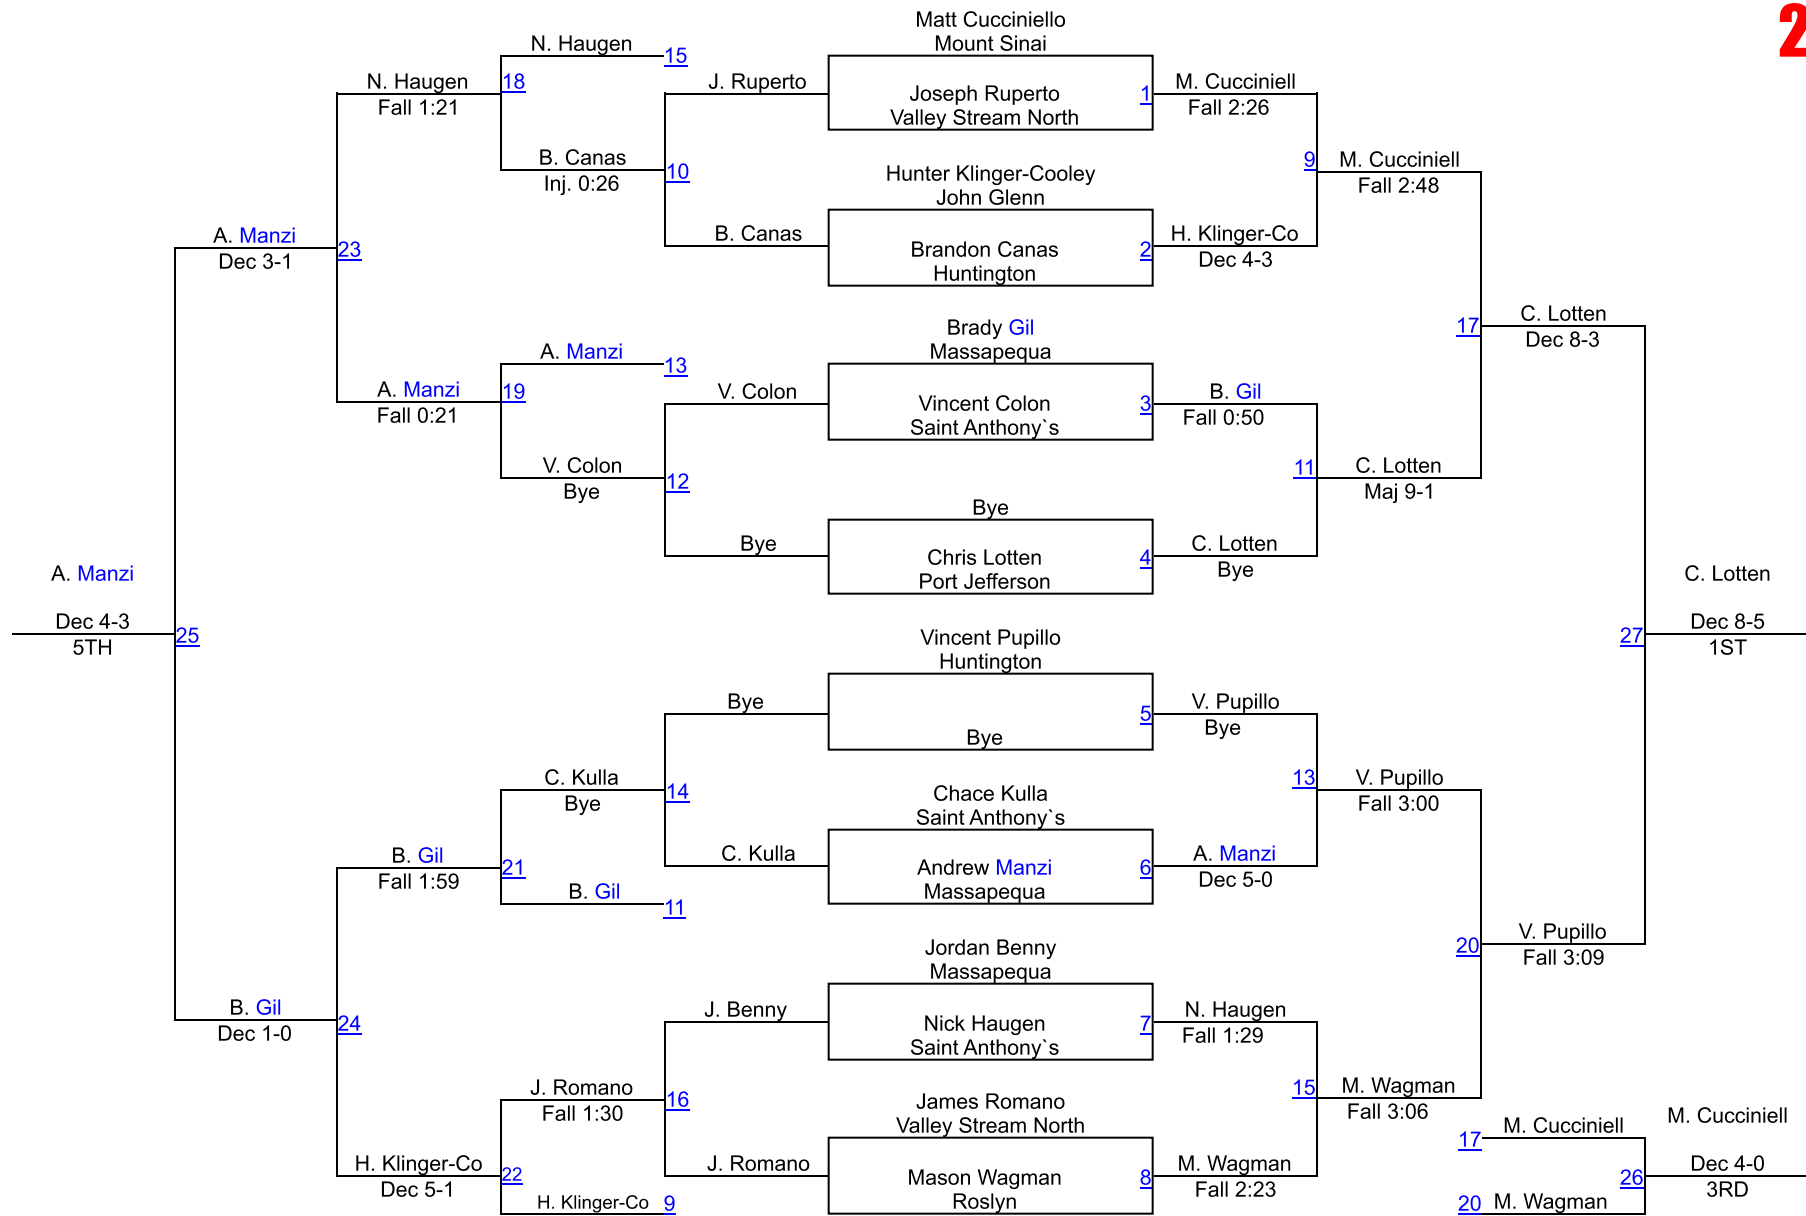 2
Matt Cucciniello
Mount Sinai
N. Haugen
15
N. Haugen
18
J. Ruperto
M. Cucciniell
Fall 1:21
Joseph Ruperto
1
Fall 2:26
Valley Stream North
B. Canas
9
M. Cucciniell
Inj. 0:26
10
Hunter Klinger-Cooley
Fall 2:48
John Glenn
A. Manzi
B. Canas
H. Klinger-Co
Dec 3-1
23
Brandon Canas
2
Dec 4-3
Huntington
Brady Gil
17
C. Lotten
A. Manzi
13
Massapequa
Dec 8-3
A. Manzi
19
V. Colon
B. Gil
Fall 0:21
Vincent Colon
3
Fall 0:50
Saint Anthony`s
V. Colon
11
C. Lotten
Bye
12
Maj 9-1
Bye
Bye
C. Lotten
Chris Lotten
4
Bye
Port Jefferson
A. Manzi
C. Lotten
Dec 4-3
25
Vincent Pupillo
27
Dec 8-5
5TH
Huntington
1ST
Bye
5
V. Pupillo
Bye
Bye
C. Kulla
13
V. Pupillo
Bye
14
Chace Kulla
Fall 3:00
Saint Anthony`s
B. Gil
C. Kulla
A. Manzi
Fall 1:59
21
Andrew Manzi
6
Dec 5-0
B. Gil
11
Massapequa
Jordan Benny
20
V. Pupillo
Massapequa
Fall 3:09
B. Gil
J. Benny
N. Haugen
Dec 1-0
24
Nick Haugen
7
Fall 1:29
Saint Anthony`s
J. Romano
15
M. Wagman
Fall 1:30
16
James Romano
Fall 3:06
Valley Stream North
17
M. Cucciniell
M. Cucciniell
H. Klinger-Co
J. Romano
M. Wagman
Dec 4-0
Dec 5-1
22
Mason Wagman
8
Fall 2:23
26
3RD
H. Klinger-Co
9
Roslyn
20
M. Wagman